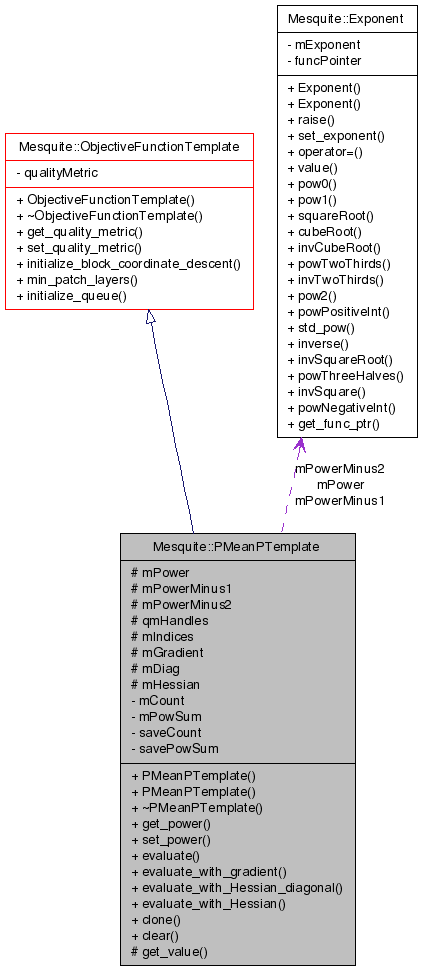 Mesquite::Exponent
- mExponent
- funcPointer
+ Exponent()
+ Exponent()
+ raise()
+ set_exponent()
+ operator=()
+ value()
+ pow0()
+ pow1()
+ squareRoot()
+ cubeRoot()
+ invCubeRoot()
+ powTwoThirds()
+ invTwoThirds()
+ pow2()
+ powPositiveInt()
+ std_pow()
+ inverse()
+ invSquareRoot()
+ powThreeHalves()
+ invSquare()
+ powNegativeInt()
+ get_func_ptr()
Mesquite::ObjectiveFunctionTemplate
- qualityMetric
+ ObjectiveFunctionTemplate()
+ ~ObjectiveFunctionTemplate()
+ get_quality_metric()
+ set_quality_metric()
+ initialize_block_coordinate_descent()
+ min_patch_layers()
+ initialize_queue()
mPowerMinus2
mPower
mPowerMinus1
Mesquite::PMeanPTemplate
# mPower
# mPowerMinus1
# mPowerMinus2
# qmHandles
# mIndices
# mGradient
# mDiag
# mHessian
- mCount
- mPowSum
- saveCount
- savePowSum
+ PMeanPTemplate()
+ PMeanPTemplate()
+ ~PMeanPTemplate()
+ get_power()
+ set_power()
+ evaluate()
+ evaluate_with_gradient()
+ evaluate_with_Hessian_diagonal()
+ evaluate_with_Hessian()
+ clone()
+ clear()
# get_value()